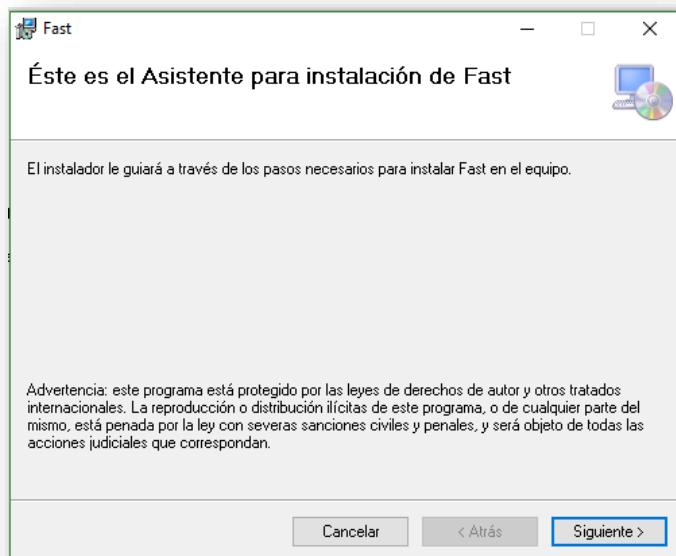 Fast
Éste es el Asistente para instalación de Fast
El instalador le guiará a través de los pasos necesarios para instalar Fast en el equipo.
Advertencia: este programa está protegido por las leyes de derechos de autor y otros tratados
internacionales. La reproducción o distribución ilícitas de este programa, o de cualquier parte del
mismo, está penada por la ley con severas sanciones civiles y penales, y será objeto de todas las
acciones judiciales que correspondan.
Cancelar
< Atrás
Siguiente >